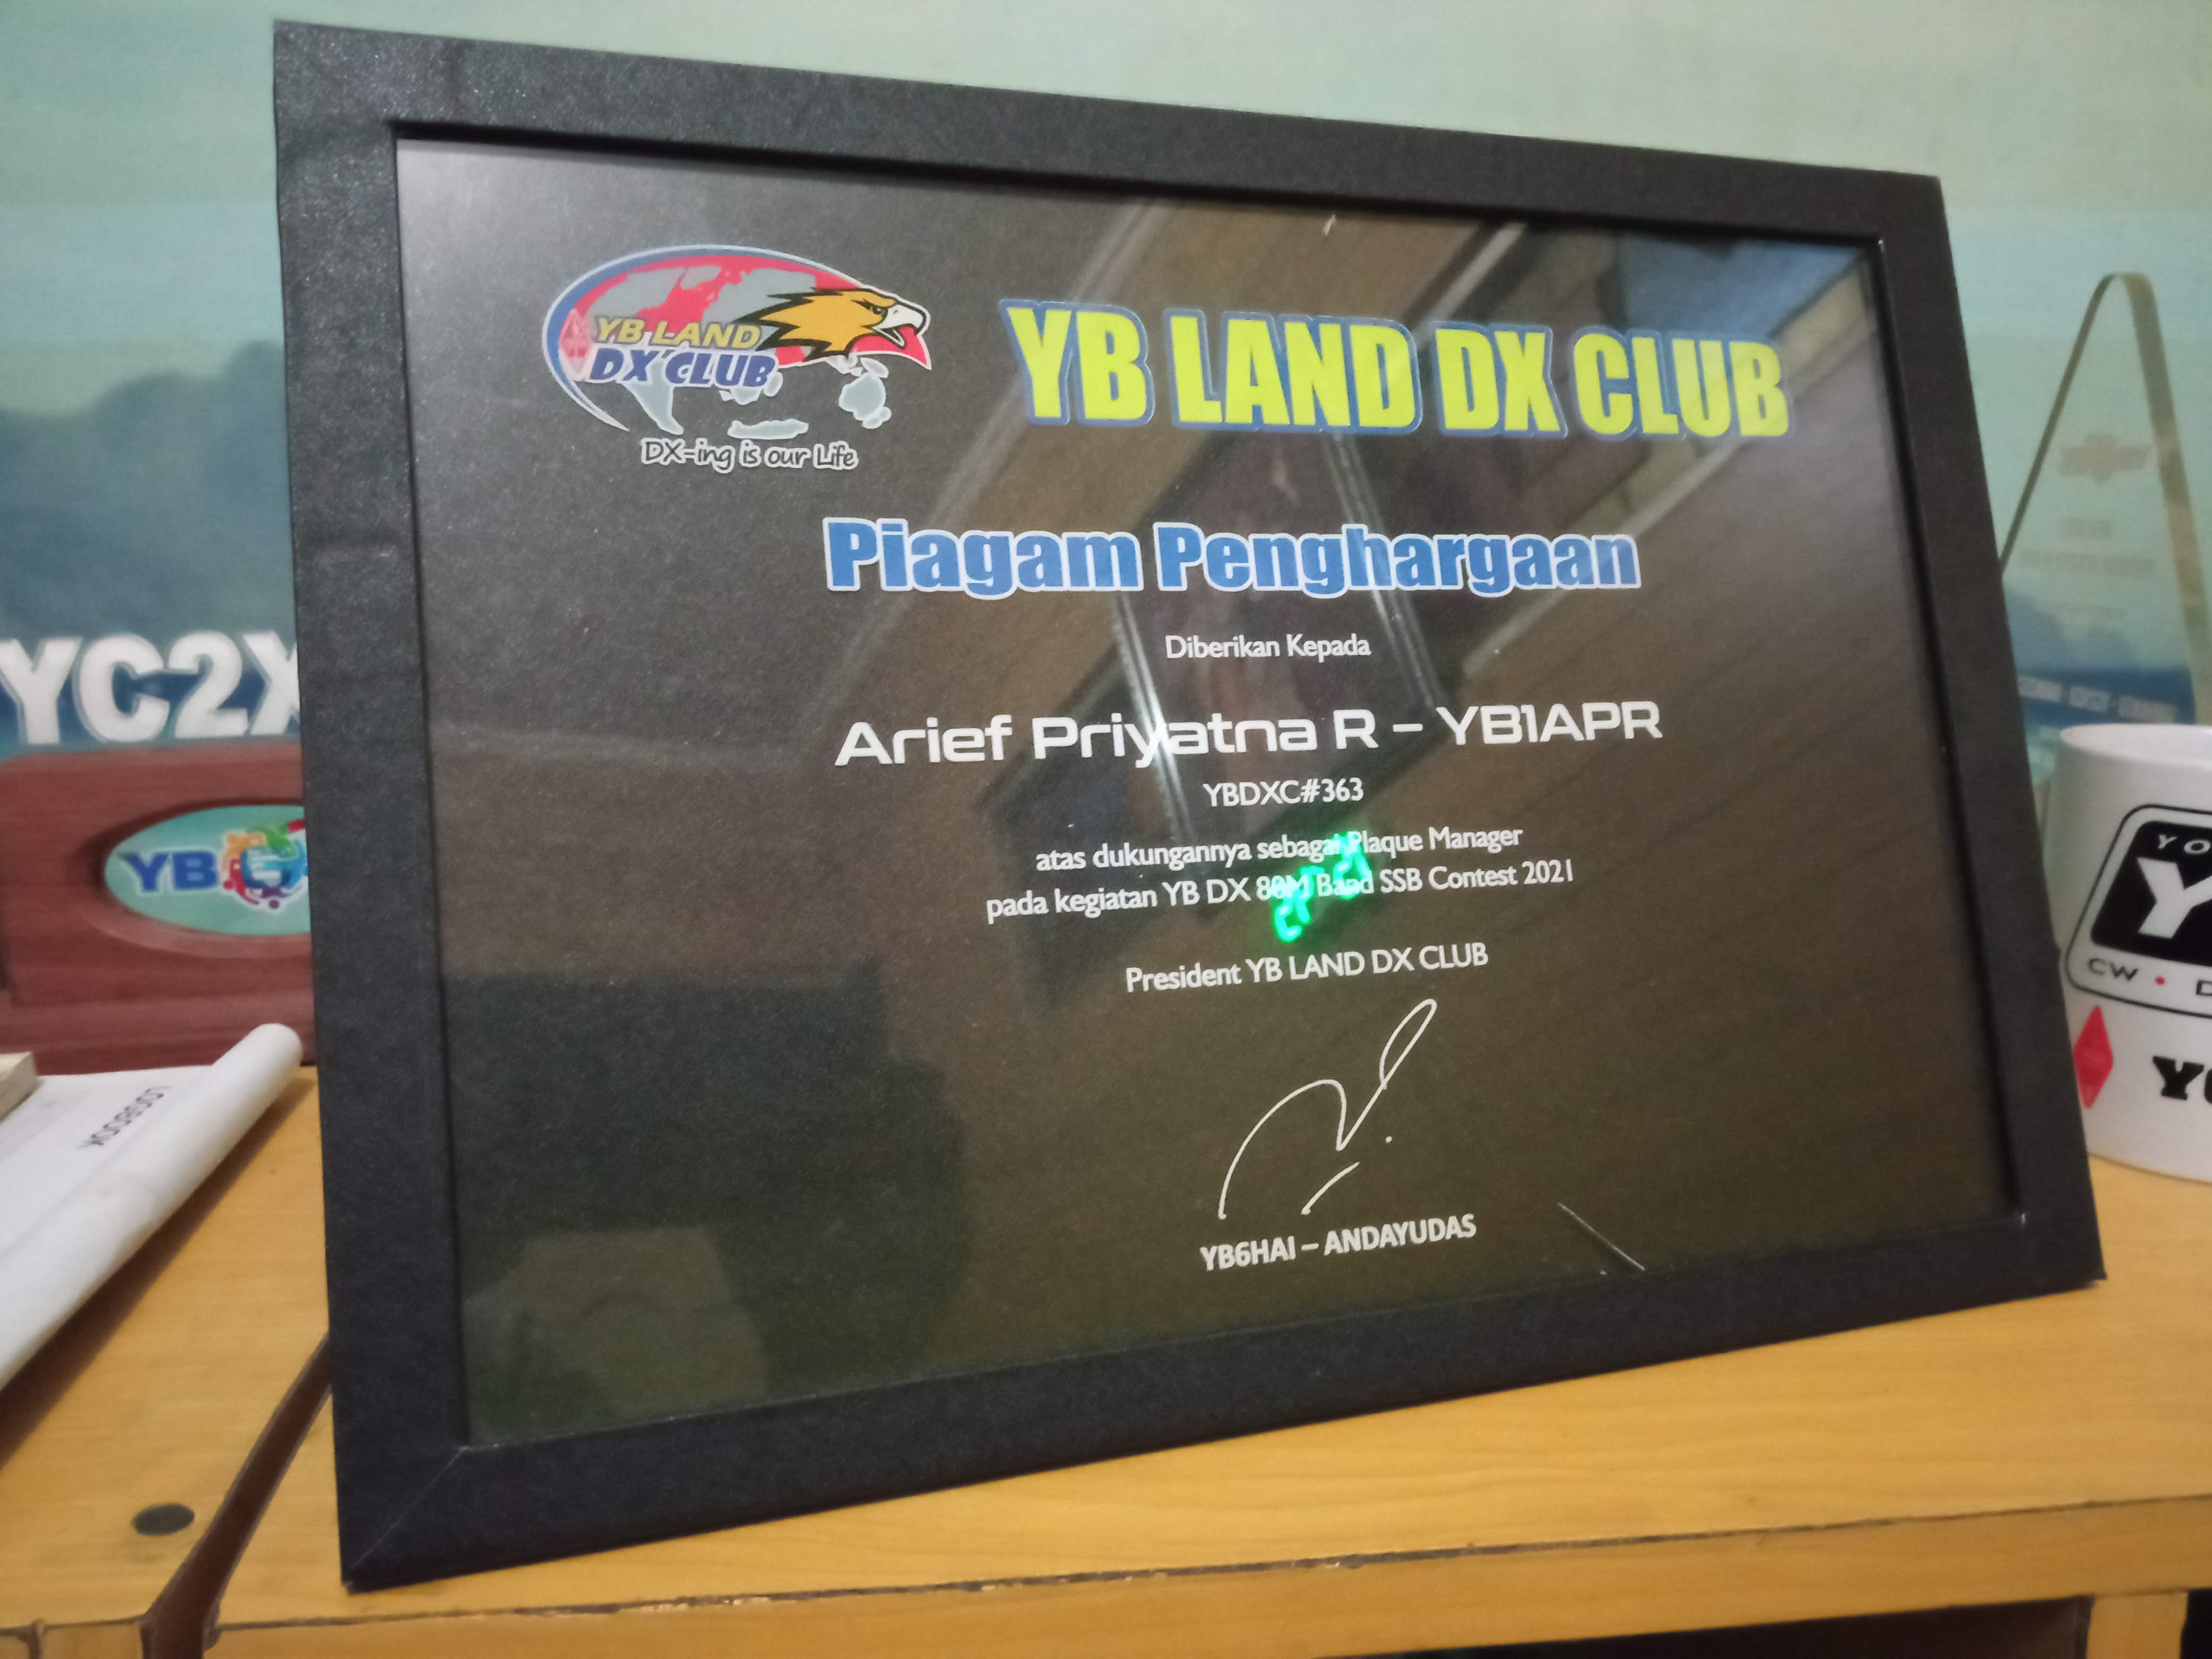 YB LAND
DX CLUB
DX-ing is our Life
YB LAND DX CLUB
Piagam Penghargaan
Diberikan Kepada
Arief Priyatna R – YB1APR
YBDXC#363
atas dukungannya sebagai Plaque Manager
pada kegiatan YB DX 80M Band SSB Contest 2021
President YB LAND DX CLUB
YB6HAI – ANDAYUDAS
YC2X
YB
LOGBOOK
CW